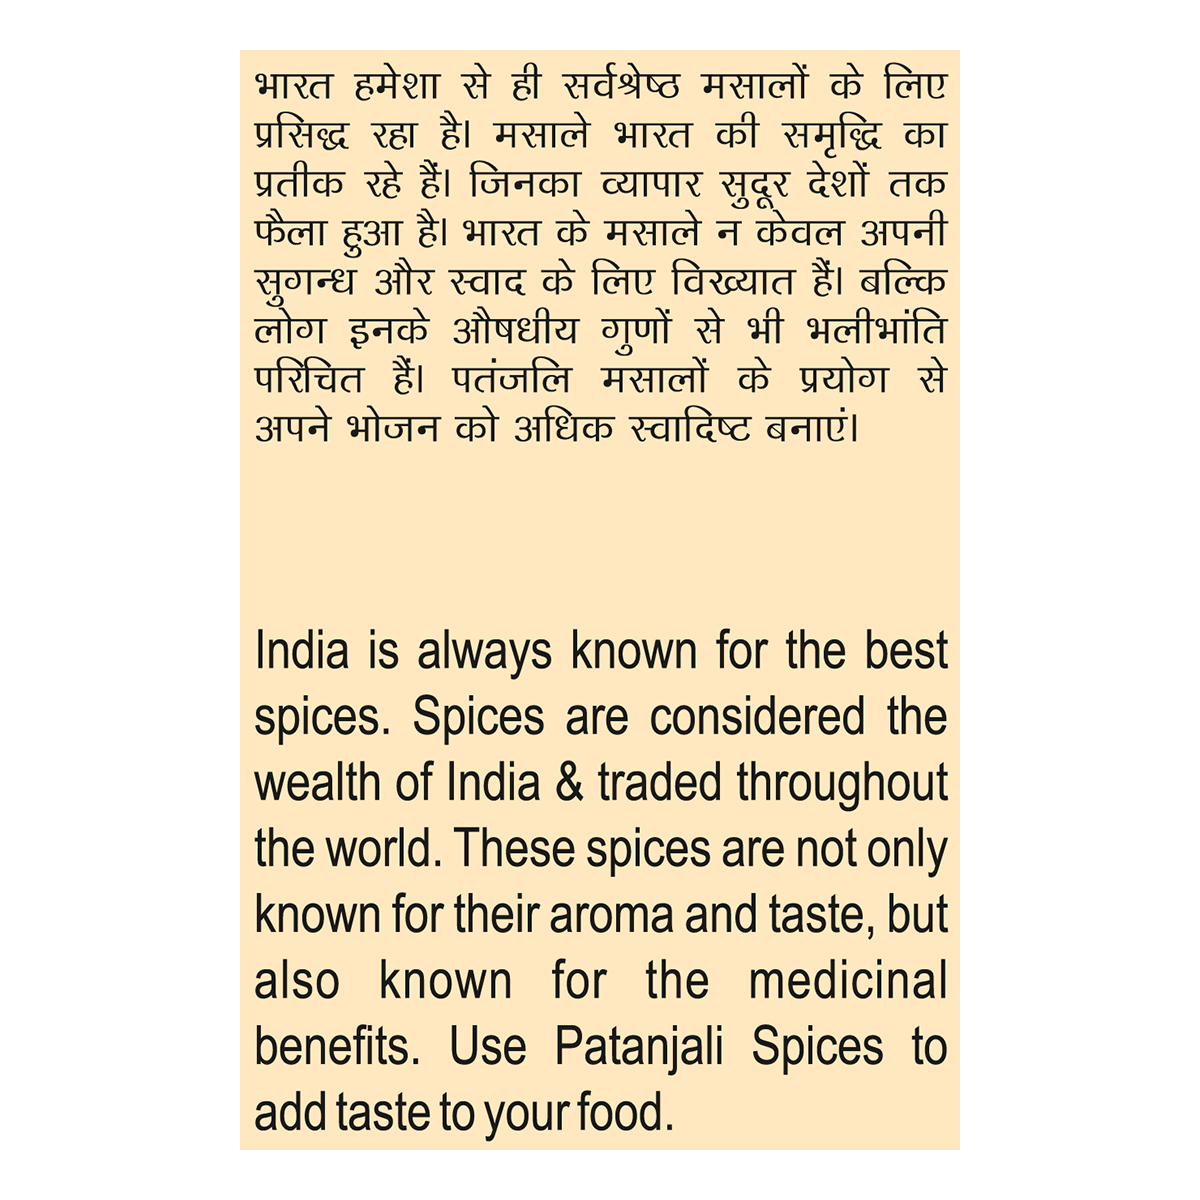 भारत हमेशा से ही सर्वश्रेष्ठ मसालों के लिए
प्रसिद्ध रहा है। मसाले भारत की समृद्धि का
प्रतीक रहे हैं। जिनका व्यापार सुदूर देशों तक
फैला हुआ है। भारत के मसाले न केवल अपनी
सुगन्ध और स्वाद के लिए विख्यात हैं। बल्कि
लोग इनके औषधीय गुणों से भी भलीभांति
परिचित हैं। पतंजलि मसालों के प्रयोग से
अपने भोजन को अधिक स्वादिष्ट बनाएं।
India is always known for the best
spices. Spices are considered the
wealth of India & traded throughout
the world. These spices are not only
known for their aroma and taste, but
also known for the medicinal
benefits. Use Patanjali Spices to
add taste to your food.